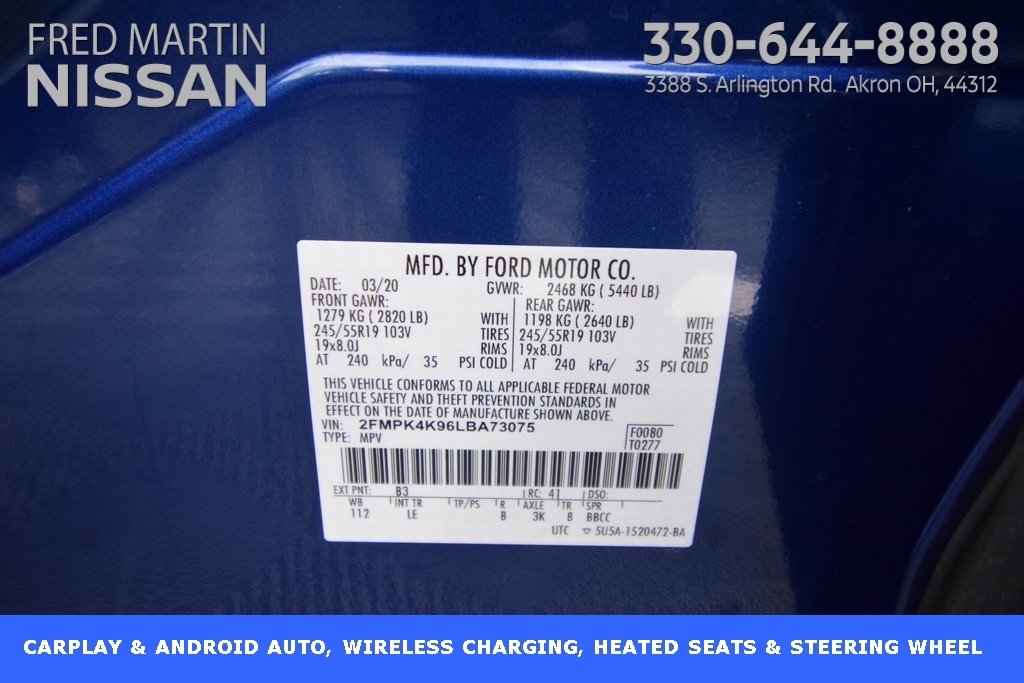 FRED MARTIN
NISSAN
330-644-8888
3388 S. Arlington Rd. Akron OH, 44312
MFD. BY FORD MOTOR CO.
DATE: 03/20 GVWR: 2468 KG ( 5440 LB)
FRONT GAWR: REAR GAWR:
1279 KG ( 2820 LB) WITH 1198 KG ( 2640 LB) WITH
245/55R19 103V TIRES 245/55R19 103V TIRES
19x8.0J RIMS 19x8.0J RIMS
AT 240 kPa/ 35 PSI COLD AT 240 kPa/ 35 PSI COLD
THIS VEHICLE CONFORMS TO ALL APPLICABLE FEDERAL MOTOR
VEHICLE SAFETY AND THEFT PREVENTION STANDARDS IN
EFFECT ON THE DATE OF MANUFACTURE SHOWN ABOVE.
VIN: 2FMPK4K96LBA73075 F0080
TYPE: MPV T0277
EXT PNT: B3 RC: 41 DSO:
WB INT TR TP/PS R AXLE TR SPR
112 LE B 3K 8 BBCC
UTC ▽ 5U5A-1520472-BA
CARPLAY & ANDROID AUTO, WIRELESS CHARGING, HEATED SEATS & STEERING WHEEL